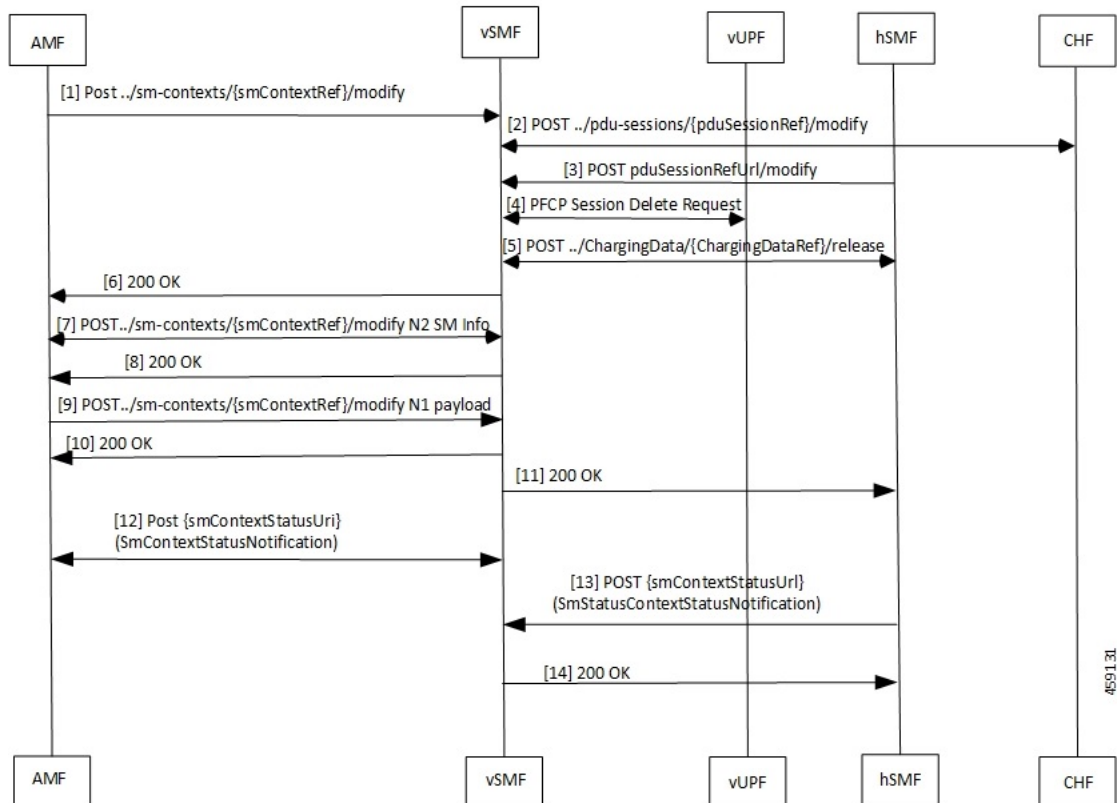 AMF
vSMF
vUPF
hSMF
CHF
[1] Post ../sm-contexts/{smContextRef}/modify
[2] POST ../pdu-sessions/{pduSessionRef}/modify
[3] POST pduSessionRefUrl/modify
[4] PFCP Session Delete Request
[5] POST ../ChargingData/{ChargingDataRef}/release
[6] 200 OK
[7] POST../sm-contexts/{smContextRef}/modify N2 SM Info
[8] 200 OK
[9] POST../sm-contexts/{smContextRef}/modify N1 payload
[10] 200 OK
[11] 200 OK
[12] Post {smContextStatusUri}
(SmContextStatusNotification)
[13] POST {smContextStatusUrl}
(SmStatusContextStatusNotification)
[14] 200 OK
459131
AMF
vSMF
vUPF
hSMF
CHF